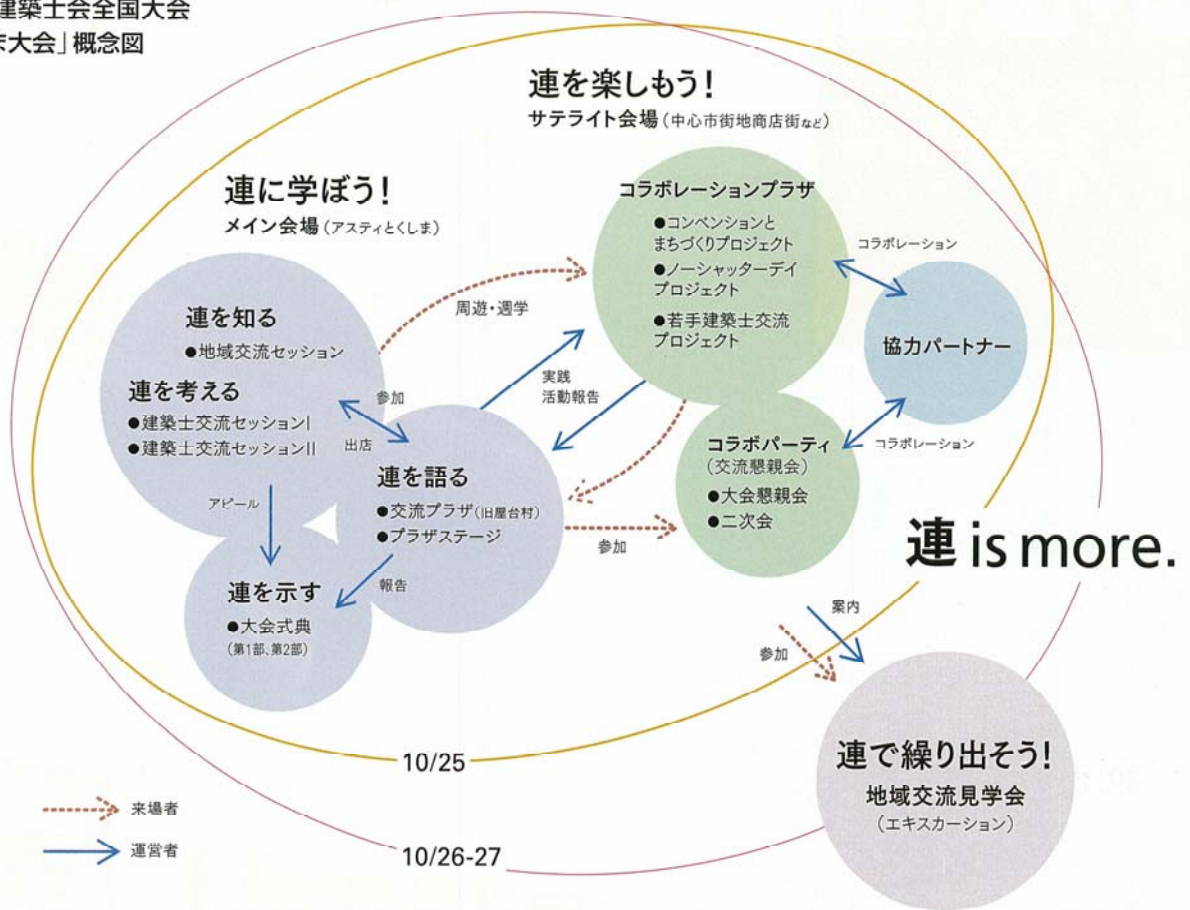 建築士会全国大会
大会」概念図
連を楽しもう!
サテライト会場(中心市街地商店街など)
連に学ぼう!
メイン会場(アスティとくしま)
コラボレーションプラザ
●コンベンションと
まちづくりプロジェクト
●ノーシャッターデイ
プロジェクト
●若手建築士交流
プロジェクト
コラボレーション
協力パートナー
コラボレーション
周遊・週学
連を知る
●地域交流セッション
連を考える
●建築士交流セッションI
●建築士交流セッションII
参加
出店
実践
活動報告
連を語る
●交流プラザ(旧屋台村)
●プラザステージ
コラボパーティ
(交流懇親会)
●大会懇親会
●二次会
アピール
報告
参加
連を示す
●大会式典
(第1部、第2部)
連 is more.
案内
参加
連で繰り出そう!
地域交流見学会
(エキスカーション)
10/25
10/26-27
来場者
運営者